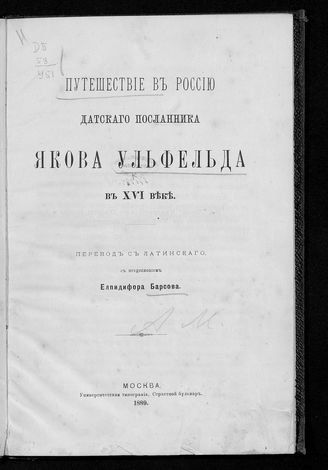 ПУТЕШЕСТВІЕ ВЪ РОССІЮ
ДАТСКАГО ПОСЛАННИКА
ЯКОВА УЛЬФЕЛЬДА
въ XVI вѣкѣ.
ПЕРЕВОДЪ СЪ ЛАТИНСКАГО,
съ предисловіемъ
Елпидифора Барсова.
А. М.
МОСКВА.
Университетская типографія, Страстной бульваръ.
1889.